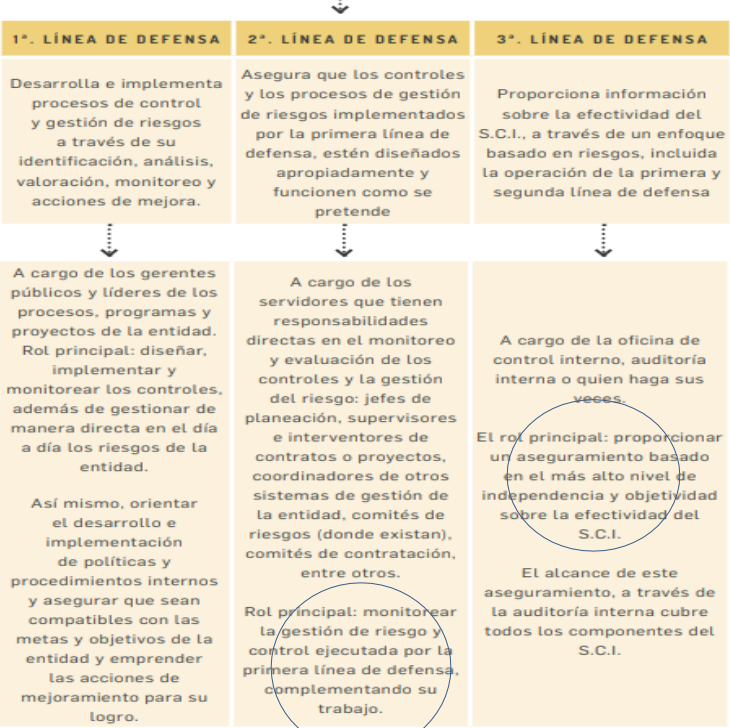 1ª. LÍNEA DE DEFENSA
Desarrolla e implementa
procesos de control
y gestión de riesgos
a través de su
identificación, análisis,
valoración, monitoreo y
acciones de mejora.
A cargo de los gerentes
públicos y líderes de los
procesos, programas y
proyectos de la entidad.
Rol principal: diseñar,
implementar y
monitorear los controles,
además de gestionar de
manera directa en el día
a día los riesgos de la
entidad.
Así mismo, orientar
el desarrollo e
implementación
de políticas y
procedimientos internos
y asegurar que sean
compatibles con las
metas y objetivos de la
entidad y emprender
las acciones de
mejoramiento para su
logro.
2ª. LÍNEA DE DEFENSA
Asegura que los controles
y los procesos de gestión
de riesgos implementados
por la primera línea de
defensa, estén diseñados
apropiadamente y
funcionen como se
pretende
A cargo de los
servidores que tienen
responsabilidades
directas en el monitoreo
y evaluación de los
controles y la gestión
del riesgo: jefes de
planeación, supervisores
e interventores de
contratos o proyectos,
coordinadores de otros
sistemas de gestión de
la entidad, comités de
riesgos (donde existan),
comités de contratación,
entre otros.
Rol principal: monitorear
la gestión de riesgo y
control ejecutada por la
primera línea de defensa,
complementando su
trabajo.
3ª. LÍNEA DE DEFENSA
Proporciona información
sobre la efectividad del
S.C.I., a través de un enfoque
basado en riesgos, incluida
la operación de la primera y
segunda línea de defensa
A cargo de la oficina de
control interno, auditoría
interna o quien haga sus
veces.
El rol principal: proporcionar
un aseguramiento basado
en el más alto nivel de
independencia y objetividad
sobre la efectividad del
S.C.I.
El alcance de este
aseguramiento, a través de
la auditoría interna cubre
todos los componentes del
S.C.I.